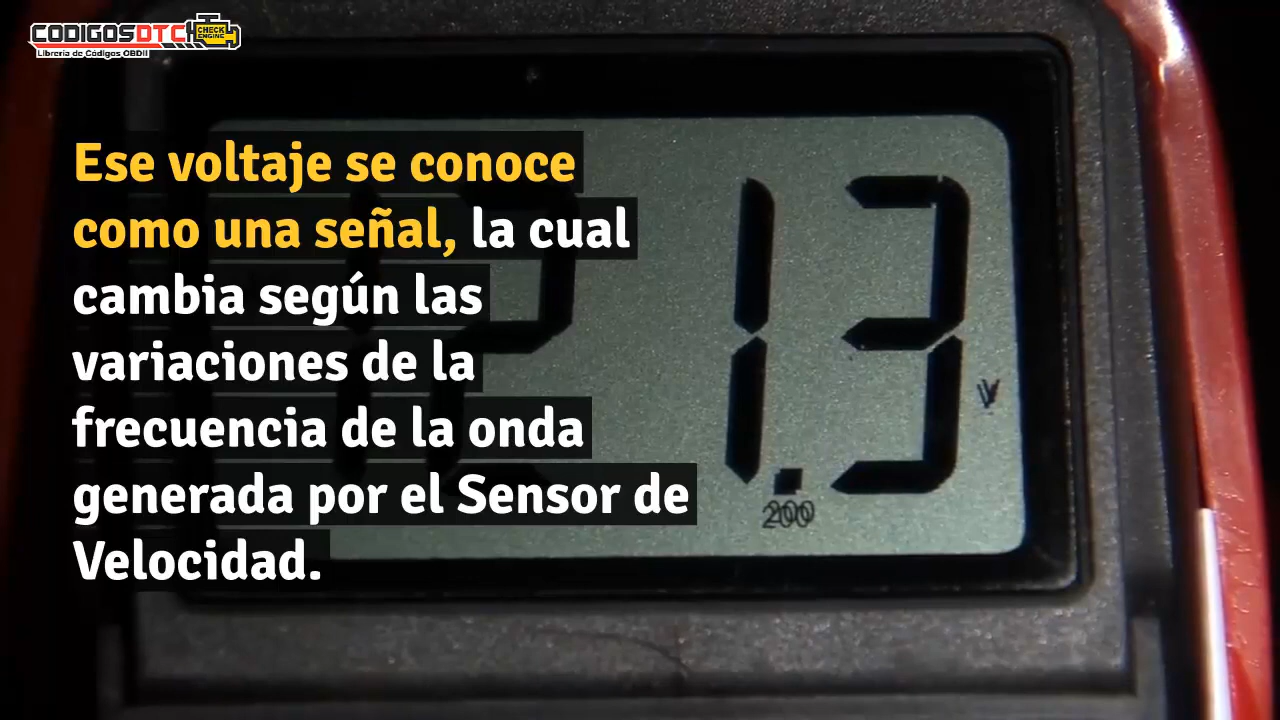 CODIGOSDTC
CHECK
ENGINE
Librería de Códigos OBDII
Ese voltaje se conoce
como una señal, la cual
cambia según las
variaciones de la
frecuencia de la onda
generada por el Sensor de
Velocidad.
121.3
V
200